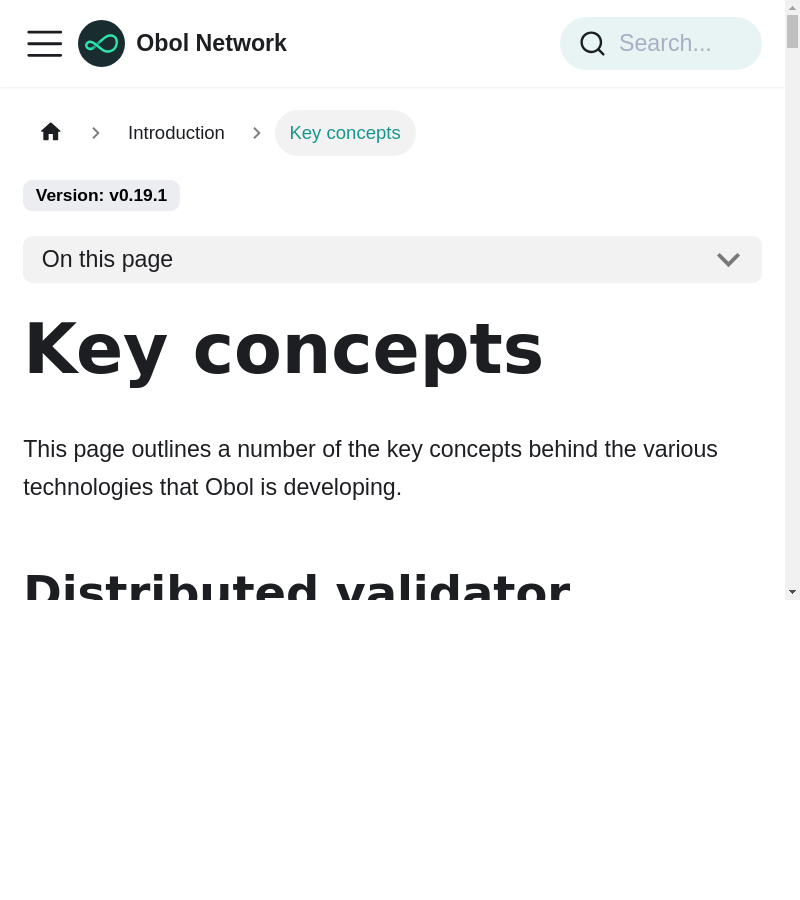 Obol Network
Search...
Introduction
Key concepts
Version: v0.19.1
On this page
Key concepts
This page outlines a number of the key concepts behind the various
technologies that Obol is developing.
Distributed validator